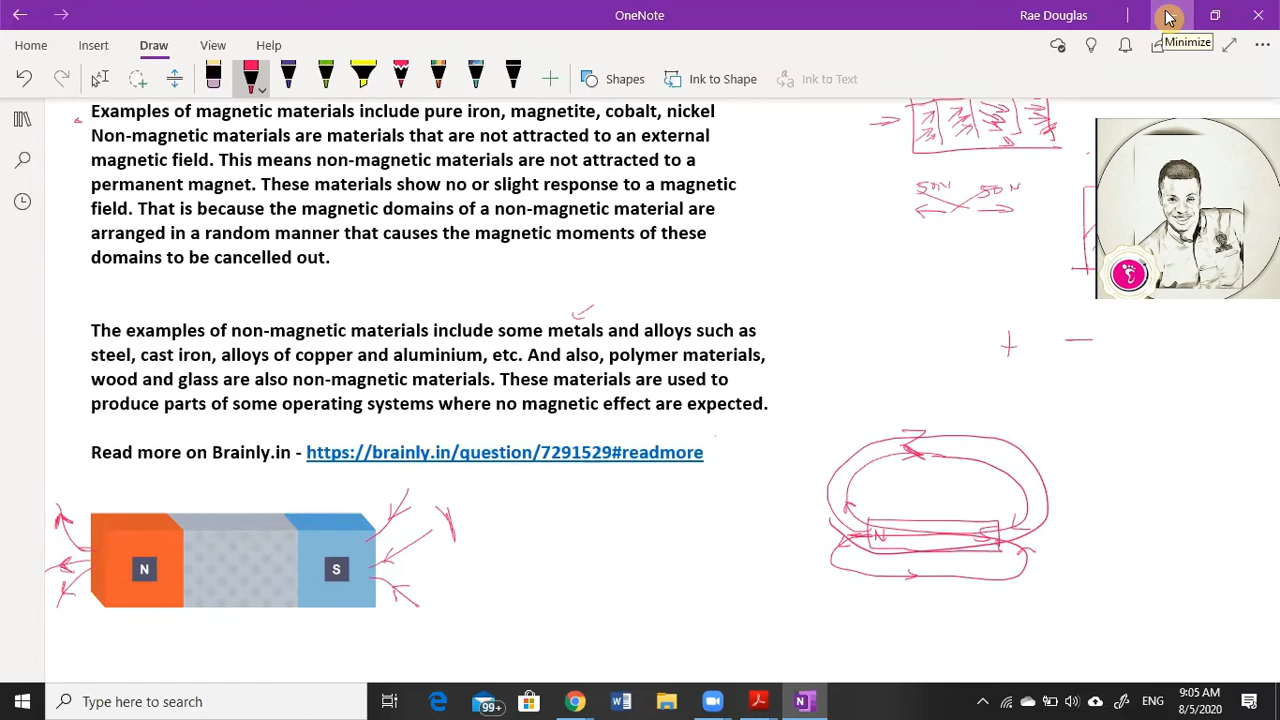 OneNote
Rae Douglas
Minimize
Home Insert Draw View Help
Shapes Ink to Shape Ink to Text
Examples of magnetic materials include pure iron, magnetite, cobalt, nickel
Non-magnetic materials are materials that are not attracted to an external
magnetic field. This means non-magnetic materials are not attracted to a
permanent magnet. These materials show no or slight response to a magnetic
field. That is because the magnetic domains of a non-magnetic material are
arranged in a random manner that causes the magnetic moments of these
domains to be cancelled out.
50N 50N
+ −
The examples of non-magnetic materials include some metals and alloys such as
steel, cast iron, alloys of copper and aluminium, etc. And also, polymer materials,
wood and glass are also non-magnetic materials. These materials are used to
produce parts of some operating systems where no magnetic effect are expected.
Read more on Brainly.in - https://brainly.in/question/7291529#readmore
N S
N S
Type here to search
99+
ENG
9:05 AM
8/5/2020